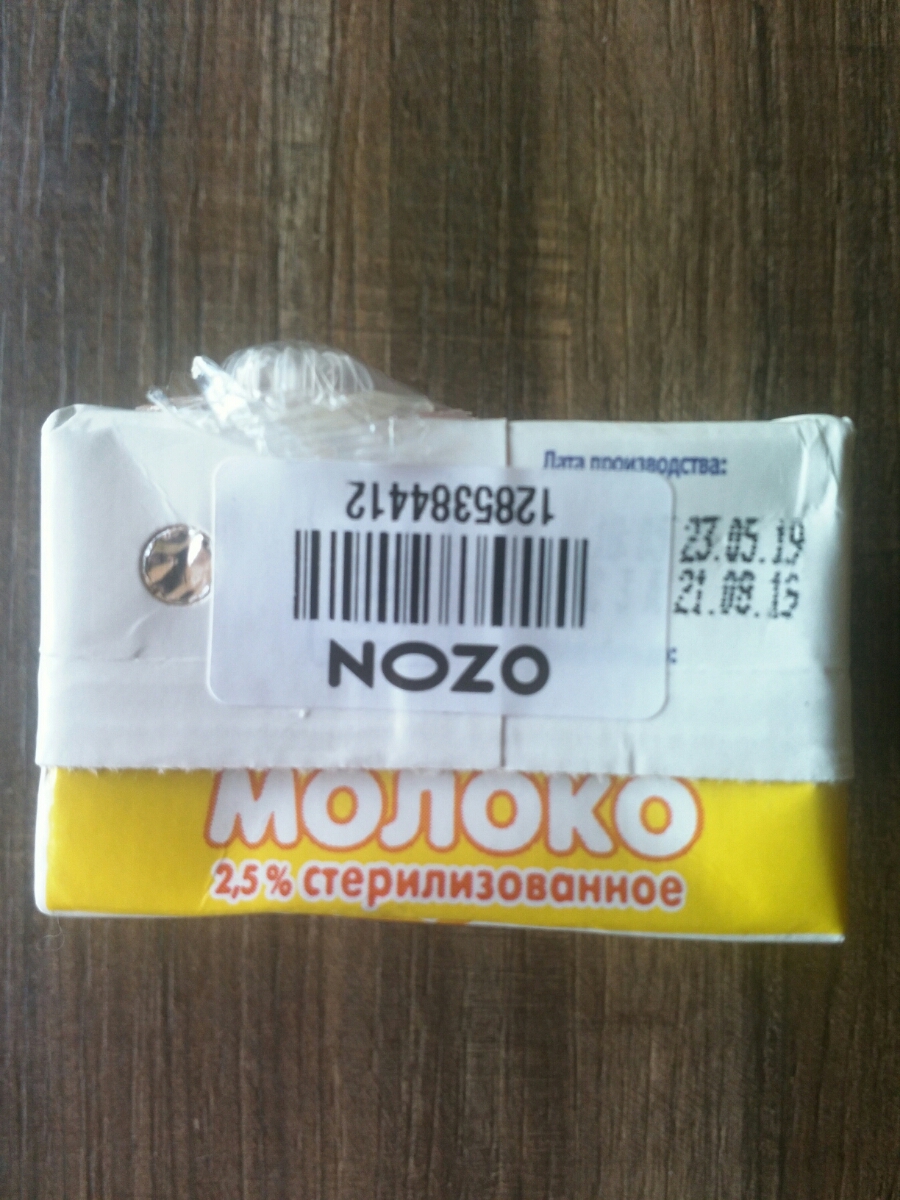 Дата производства:
1285384412
OZON
23.05.19
21.08.19
молоко
2,5% стерилизованное